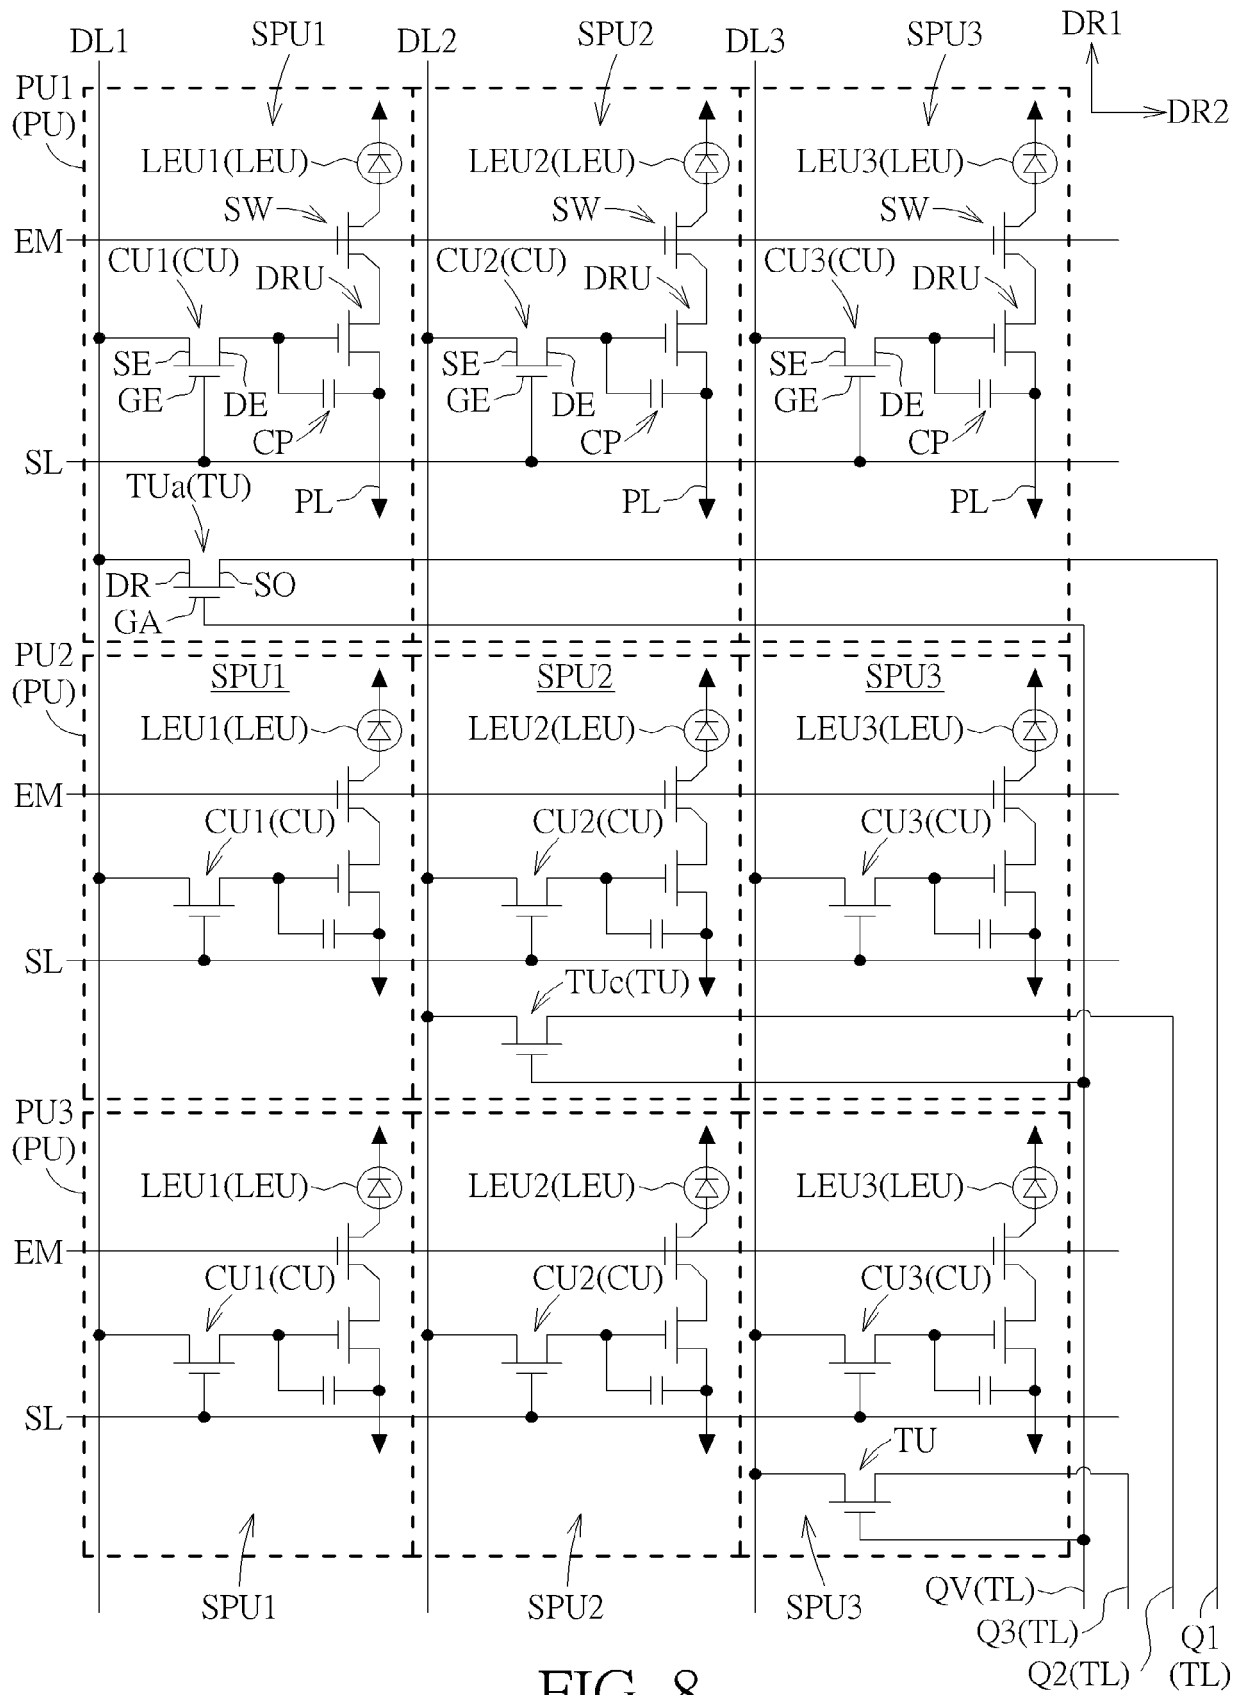 DL1 SPU1 DL2 SPU2 DL3 SPU3 DR1
DR2
PU1
(PU)
LEU1(LEU) LEU2(LEU) LEU3(LEU)
SW SW SW
EM
CU1(CU) CU2(CU) CU3(CU)
DRU DRU DRU
SE SE SE
GE DE GE DE GE DE
CP CP CP
SL
TUa(TU)
PL PL PL
DR SO
GA
PU2
(PU)
SPU1 SPU2 SPU3
LEU1(LEU) LEU2(LEU) LEU3(LEU)
EM
CU1(CU) CU2(CU) CU3(CU)
SL
TUc(TU)
PU3
(PU)
LEU1(LEU) LEU2(LEU) LEU3(LEU)
EM
CU1(CU) CU2(CU) CU3(CU)
SL
TU
SPU1 SPU2 SPU3
QV(TL)
Q3(TL)
Q2(TL)
Q1
(TL)
FIG. 8